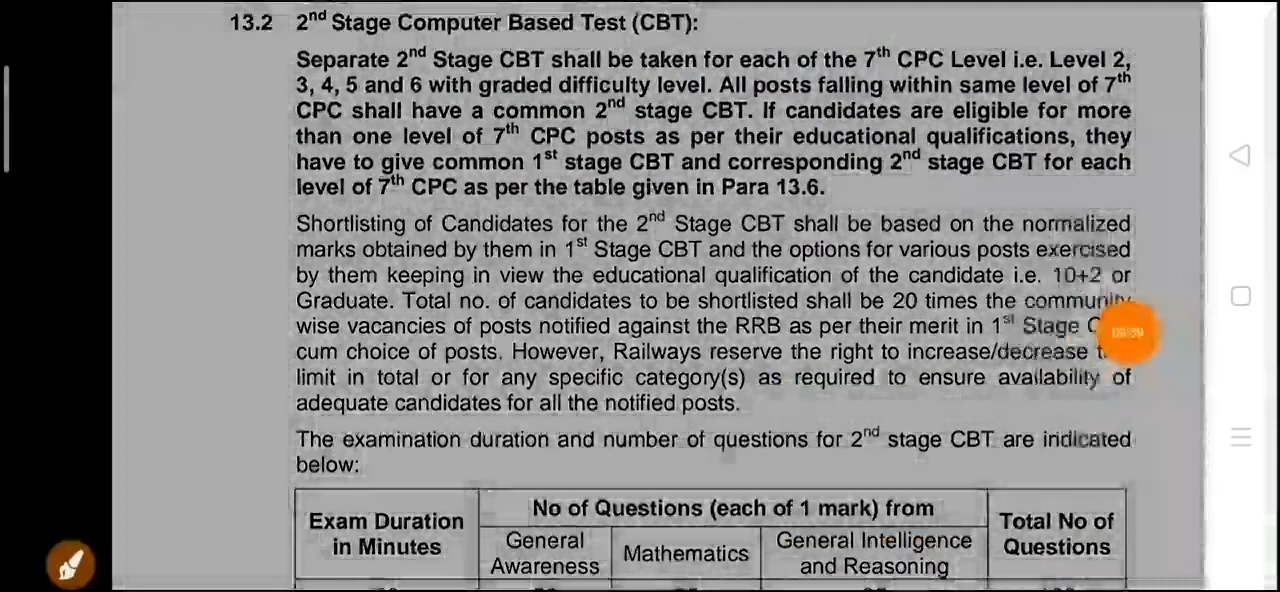 13.2 2nd Stage Computer Based Test (CBT):
Separate 2nd Stage CBT shall be taken for each of the 7th CPC Level i.e. Level 2,
3, 4, 5 and 6 with graded difficulty level. All posts falling within same level of 7th
CPC shall have a common 2nd stage CBT. If candidates are eligible for more
than one level of 7th CPC posts as per their educational qualifications, they
have to give common 1st stage CBT and corresponding 2nd stage CBT for each
level of 7th CPC as per the table given in Para 13.6.
Shortlisting of Candidates for the 2nd Stage CBT shall be based on the normalized
marks obtained by them in 1st Stage CBT and the options for various posts exercised
by them keeping in view the educational qualification of the candidate i.e. 10+2 or
Graduate. Total no. of candidates to be shortlisted shall be 20 times the community
wise vacancies of posts notified against the RRB as per their merit in 1st Stage
cum choice of posts. However, Railways reserve the right to increase/decrease
limit in total or for any specific category(s) as required to ensure availability of
adequate candidates for all the notified posts.
The examination duration and number of questions for 2nd stage CBT are indicated
below:
Exam Duration
in Minutes
No of Questions (each of 1 mark) from
General
Awareness
Mathematics
General Intelligence
and Reasoning
Total No of
Questions